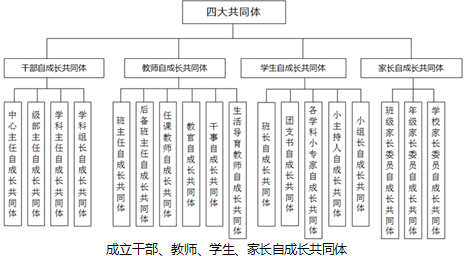 四大共同体
干部自成长共同体
教师自成长共同体
学生自成长共同体
家长自成长共同体
中心主任自成长共同体
级部主任自成长共同体
学科主任自成长共同体
学科组长自成长共同体
班主任自成长共同体
后备班主任自成长共同体
任课教师自成长共同体
教官自成长共同体
干事自成长共同体
生活导育教师自成长共同体
班长自成长共同体
团支书自成长共同体
各学科小专家自成长共同体
小主持人自成长共同体
小组长自成长共同体
班级家长委员自成长共同体
年级家长委员自成长共同体
学校家长委员自成长共同体
成立干部、教师、学生、家长自成长共同体